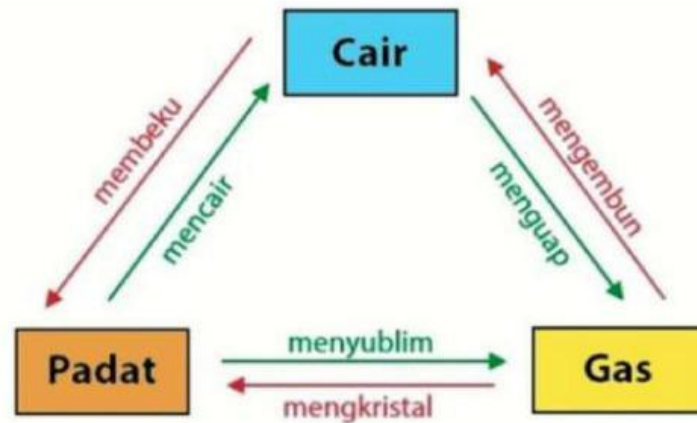 Cair
membeku
mencair
menguap
mengembun
Padat
menyublim
mengkristal
Gas